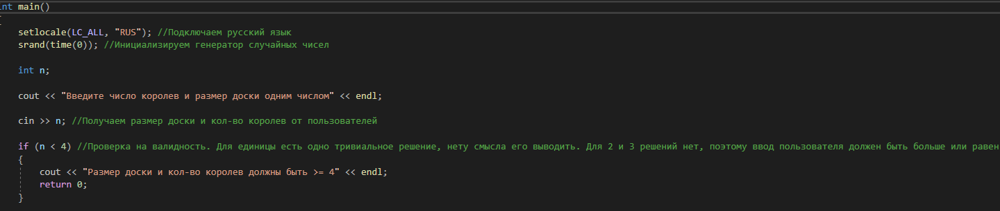 int main()
{
setlocale(LC_ALL, "RUS"); //Подключаем русский язык
srand(time(0)); //Инициализируем генератор случайных чисел
int n;
cout << "Введите число королев и размер доски одним числом" << endl;
cin >> n; //Получаем размер доски и кол-во королев от пользователей
if (n < 4) //Проверка на валидность. Для единицы есть одно тривиальное решение, нету смысла его выводить. Для 2 и 3 решений нет, поэтому ввод пользователя должен быть больше или равен
{
cout << "Размер доски и кол-во королев должны быть >= 4" << endl;
return 0;
}